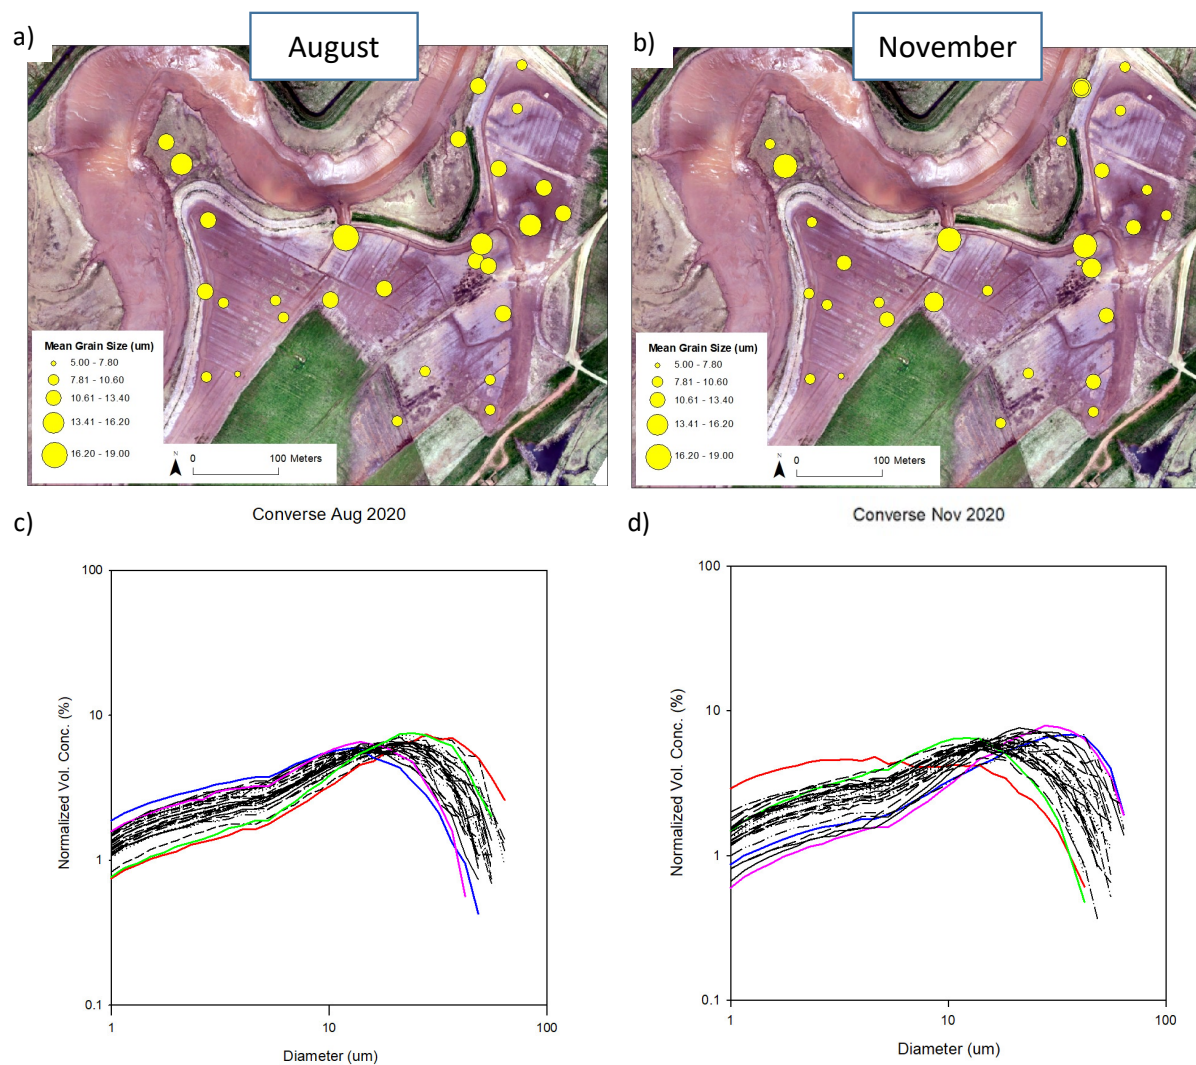 a)
August
b)
November
Mean Grain Size (um)
5.00 - 7.80
7.81 - 10.60
10.61 - 13.40
13.41 - 16.20
16.20 - 19.00
N
0
100 Meters
Mean Grain Size (um)
5.00 - 7.80
7.81 - 10.60
10.61 - 13.40
13.41 - 16.20
16.20 - 19.00
N
0
100 Meters
c)
Converse Aug 2020
d)
Converse Nov 2020
100
10
1
0.1
Normalized Vol. Conc. (%)
1
10
100
Diameter (um)
100
10
1
0.1
Normalized Vol. Conc. (%)
1
10
100
Diameter (um)